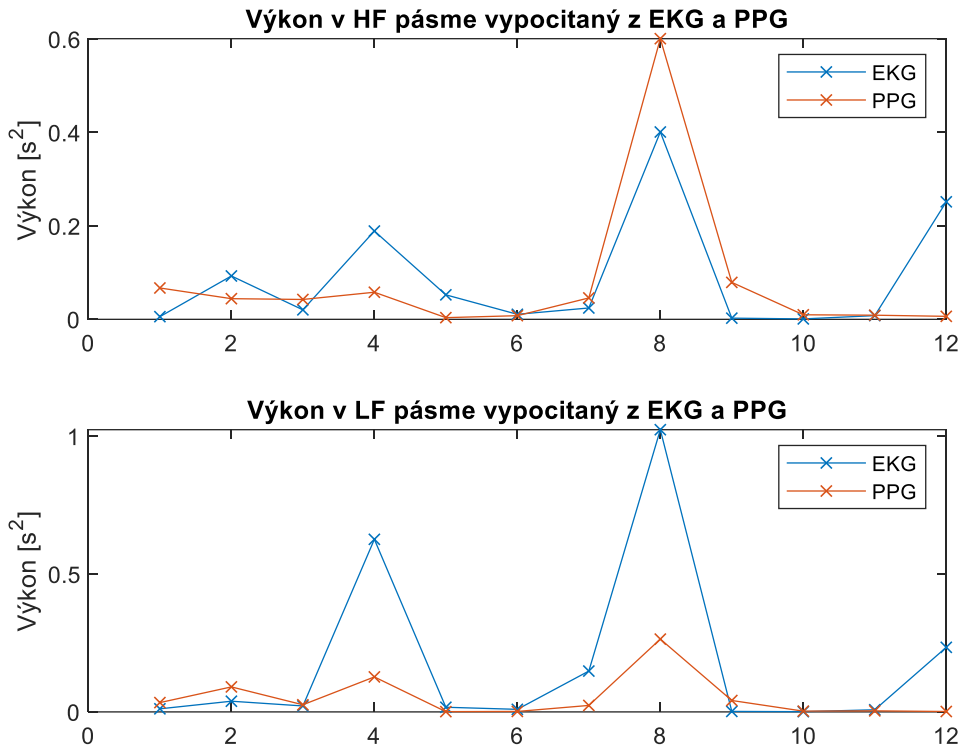 Výkon v HF pásme vypocitaný z EKG a PPG
0.6
0.4
0.2
0
Výkon [s²]
EKG
PPG
0 2 4 6 8 10 12
Výkon v LF pásme vypocitaný z EKG a PPG
1
0.5
0
Výkon [s²]
EKG
PPG
0 2 4 6 8 10 12